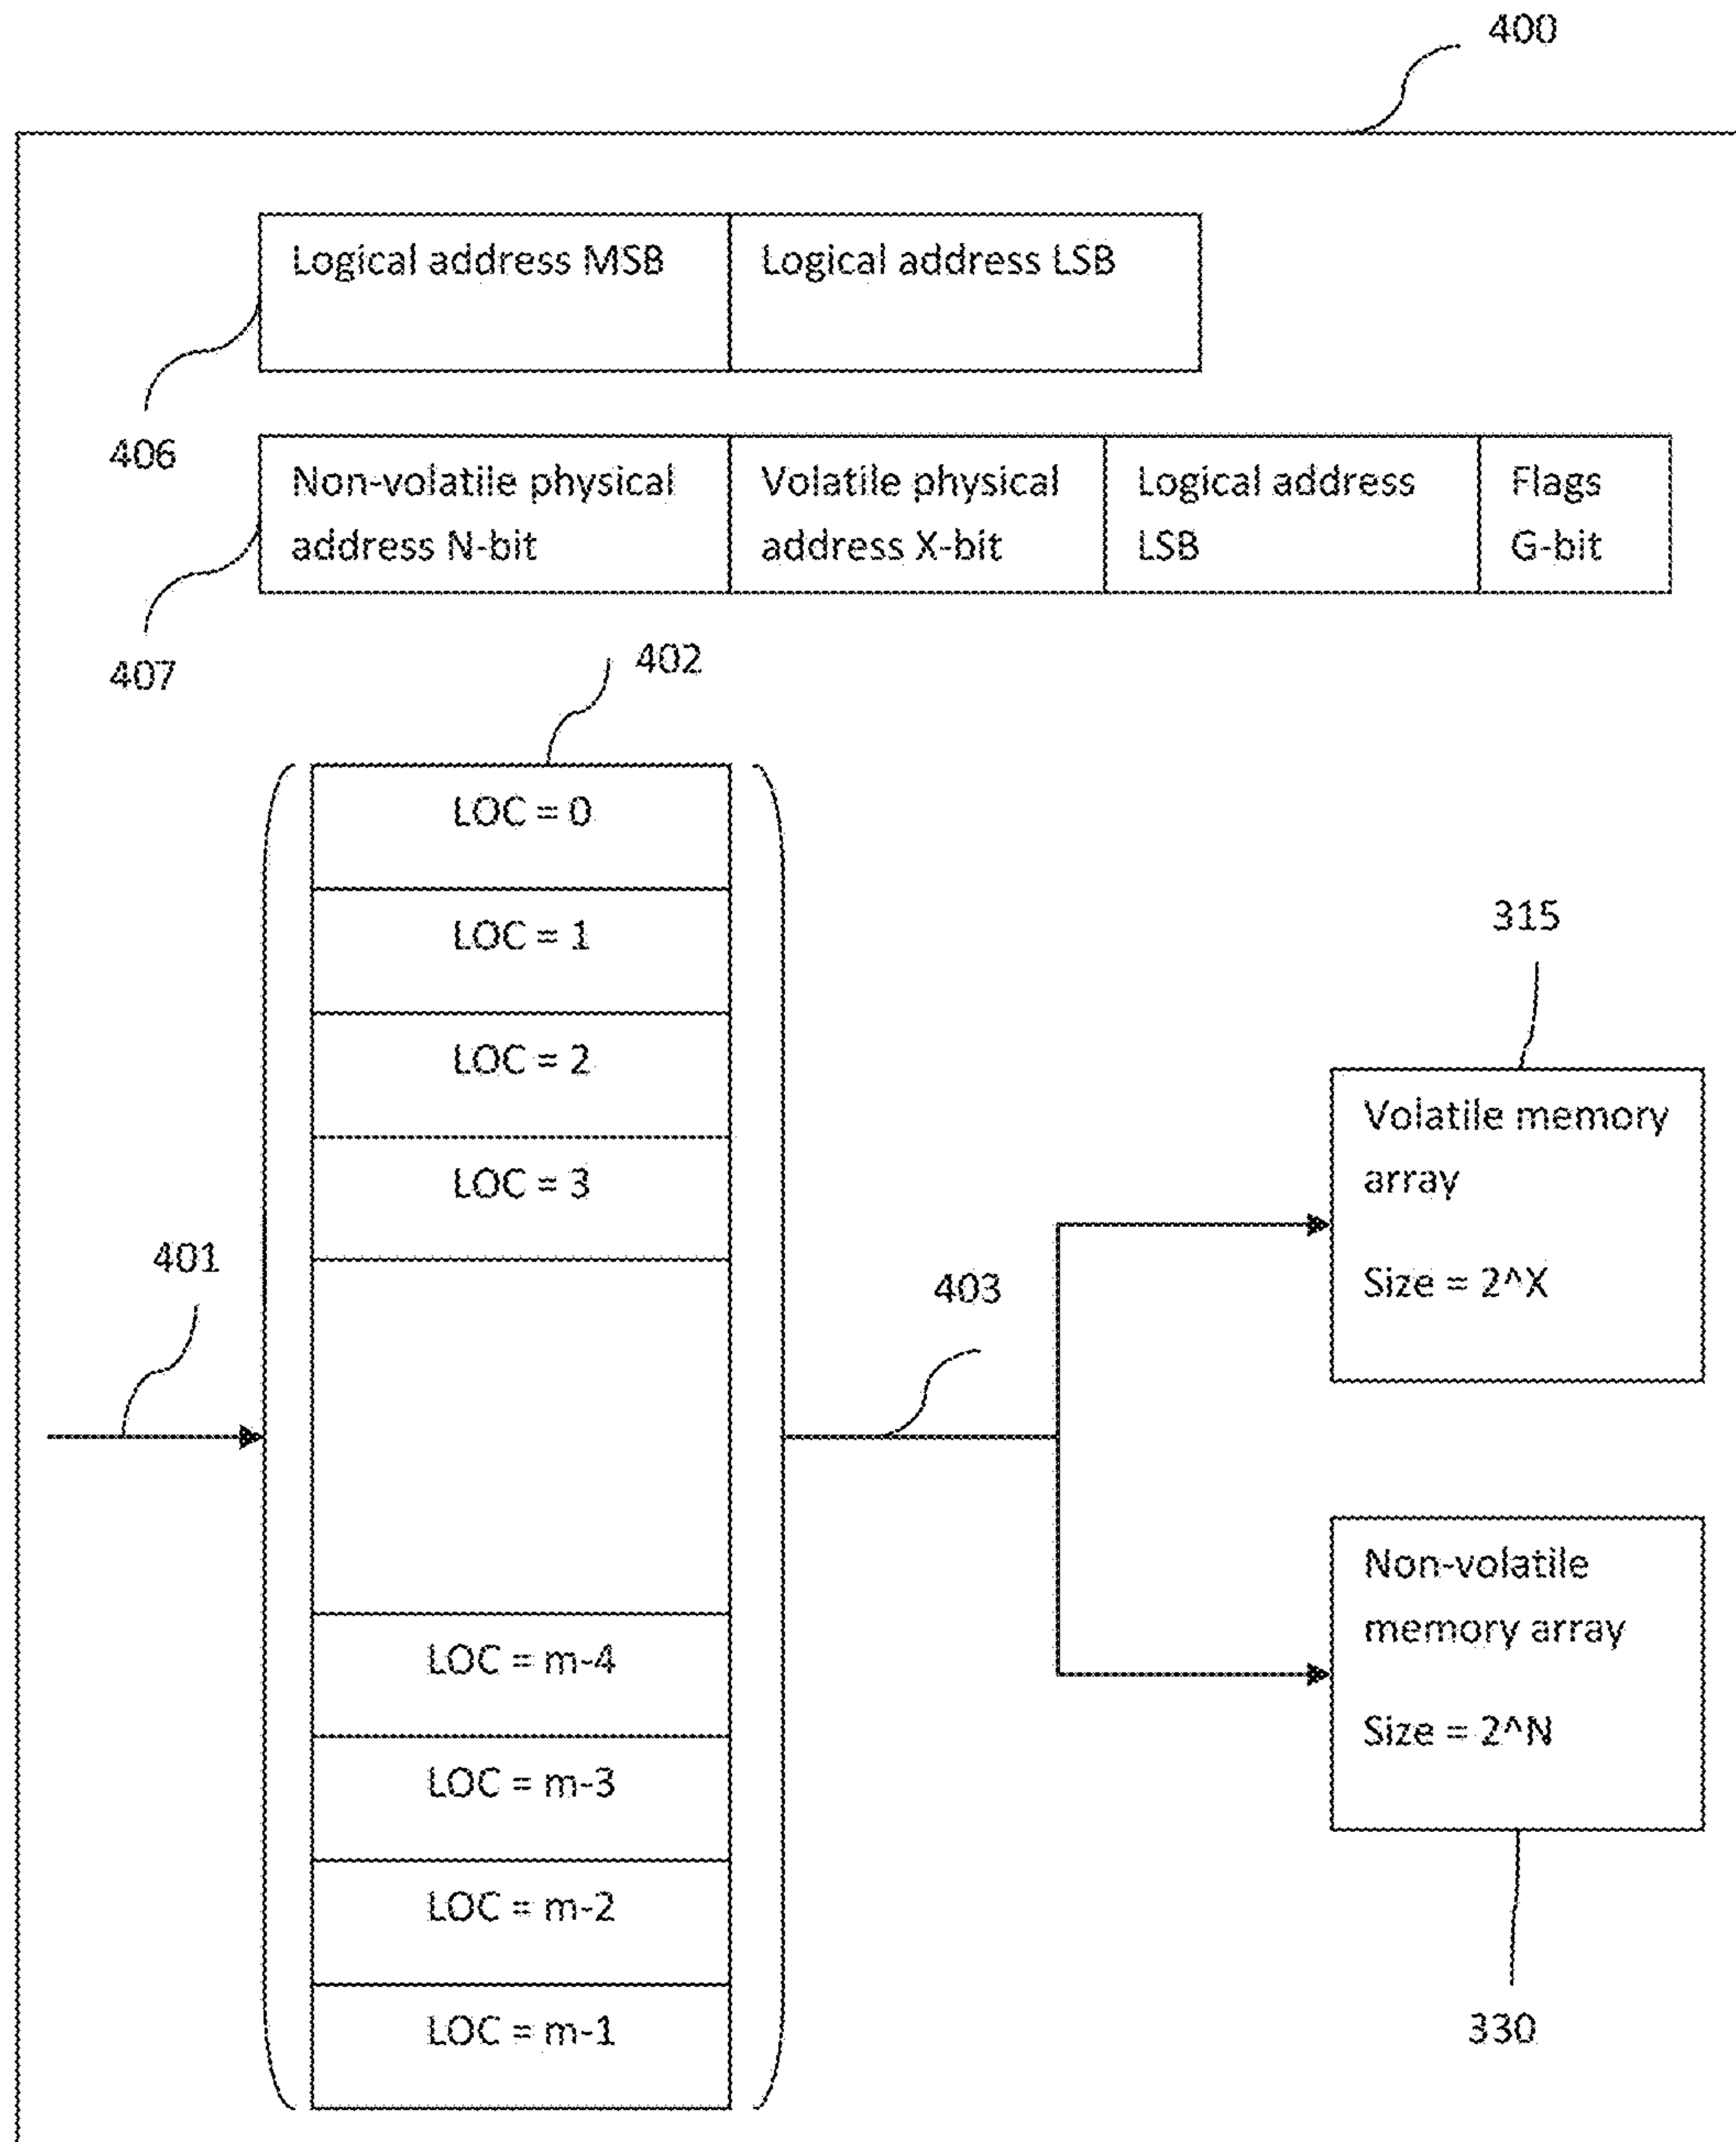 400
Logical address MSB
Logical address LSB
406
Non-volatile physical
address N-bit
Volatile physical
address X-bit
Logical address
LSB
Flags
G-bit
407
402
LOC = 0
LOC = 1
LOC = 2
LOC = 3
315
Volatile memory
array
Size = 2^X
401
403
Non-volatile
memory array
Size = 2^N
LOC = m-4
LOC = m-3
LOC = m-2
LOC = m-1
330